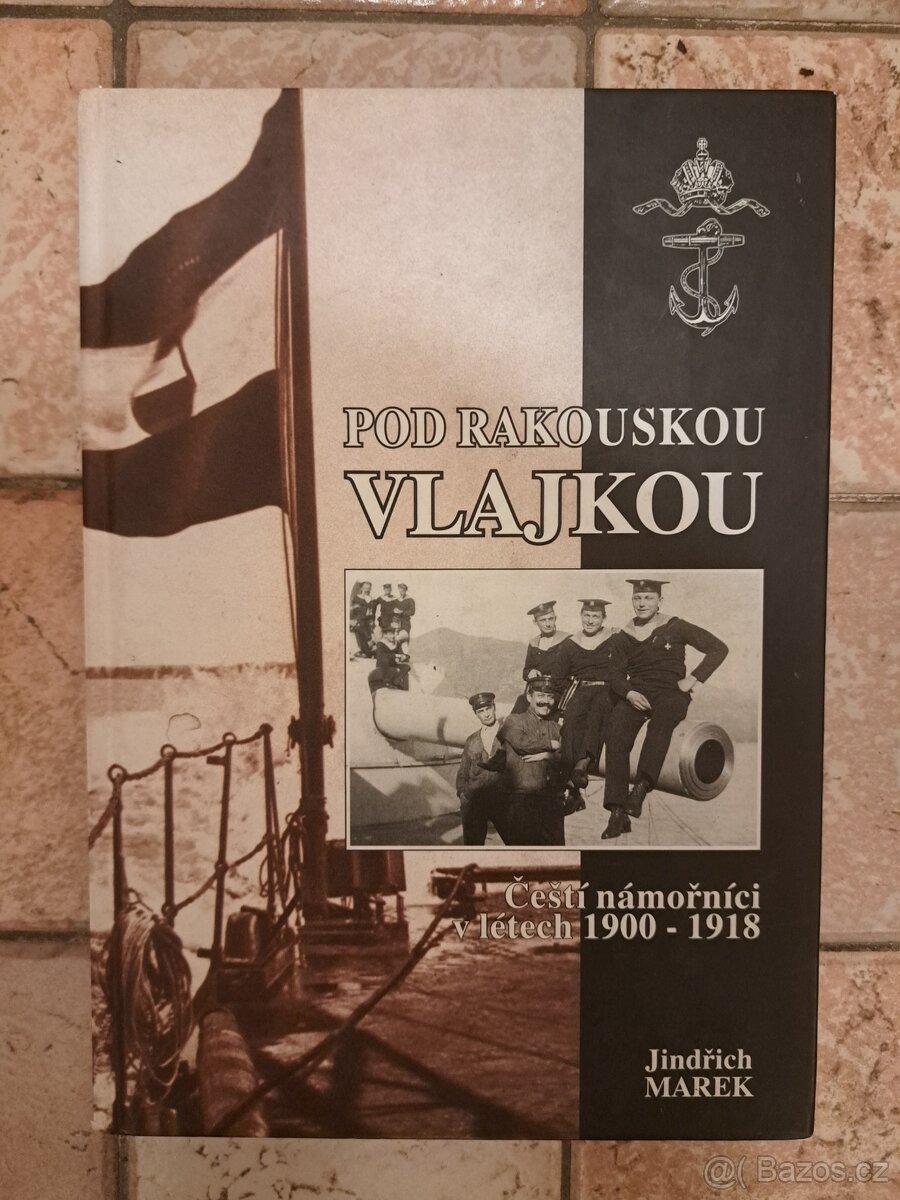 POD RAKOUSKOU
VLAJKOU
Čeští námořníci
v létech 1900 - 1918
Jindřich
MAREK
@( Bazos.cz